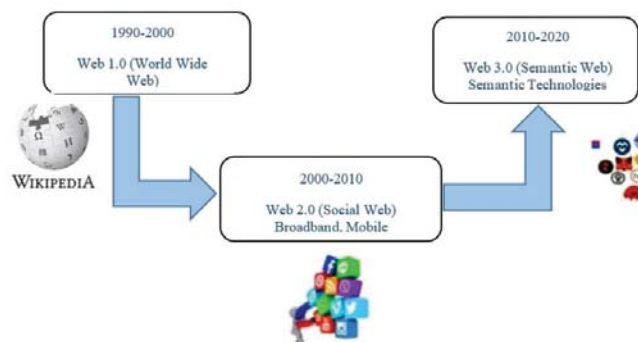 1990-2000
Web 1.0 (World Wide
Web)
WIKIPEDIA
2000-2010
Web 2.0 (Social Web)
Broadband, Mobile
2010-2020
Web 3.0 (Semantic Web)
Semantic Technologies